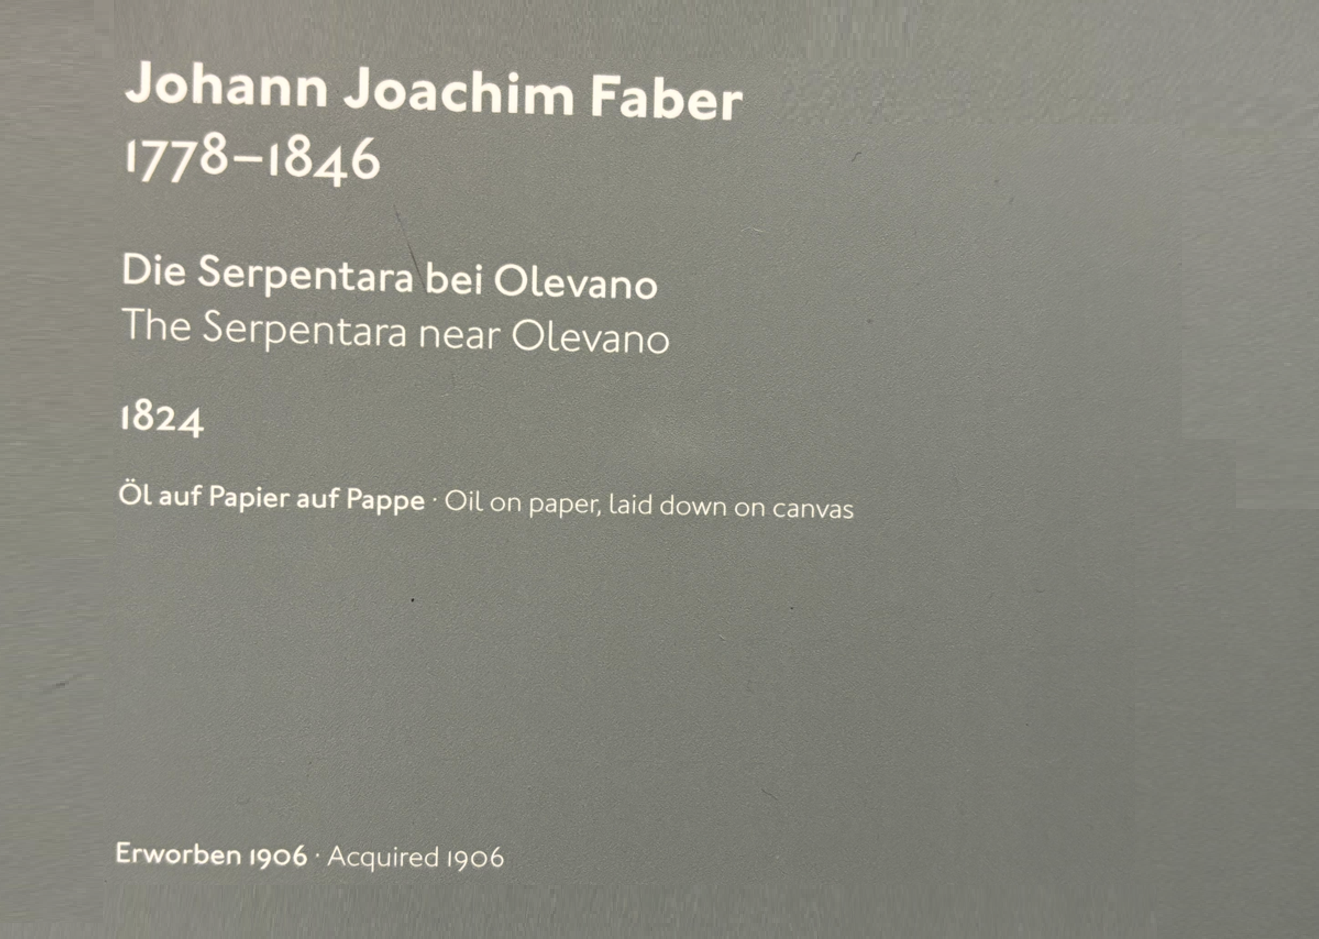 Johann Joachim Faber
1778–1846
Die Serpentara bei Olevano
The Serpentara near Olevano
1824
Öl auf Papier auf Pappe · Oil on paper, laid down on canvas
Erworben 1906 · Acquired 1906